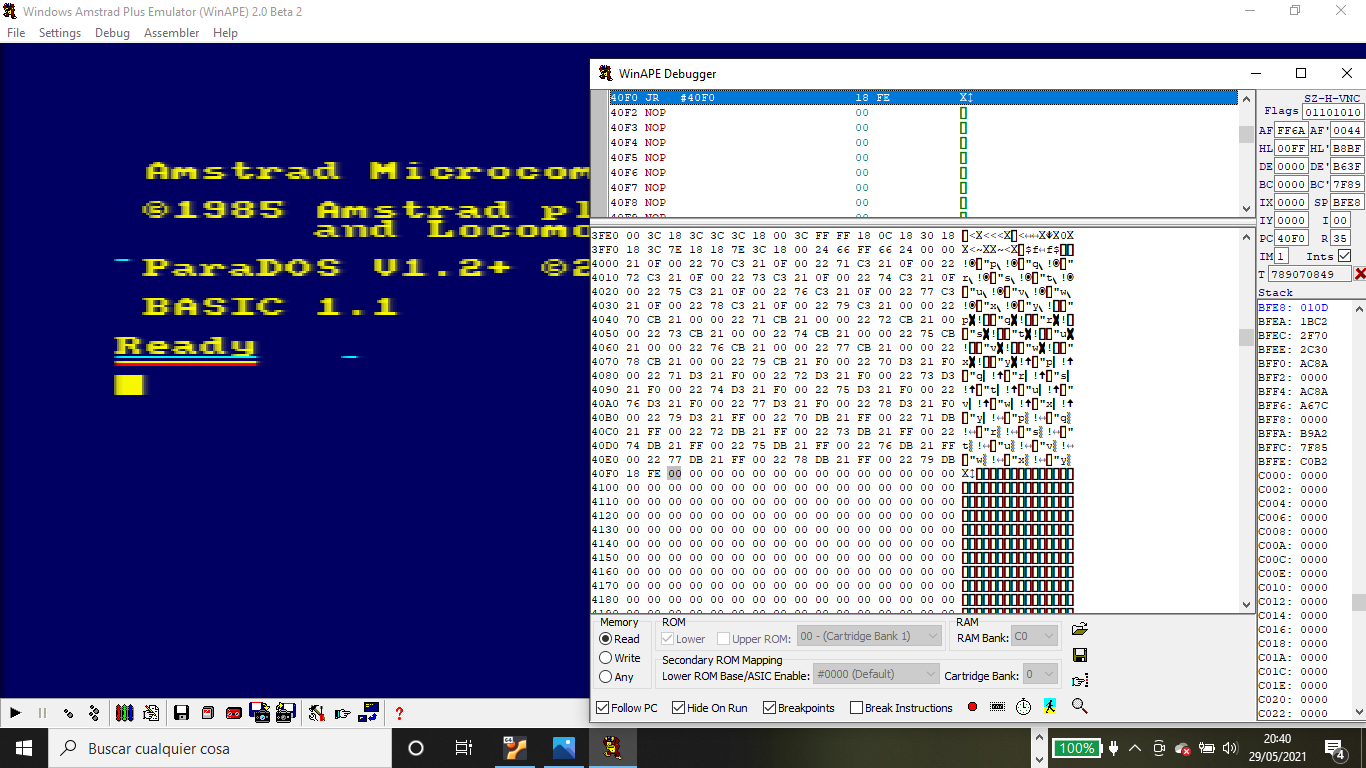 Windows Amstrad Plus Emulator (WinAPE) 2.0 Beta 2
File Settings Debug Assembler Help
Amstrad Microcom
©1985 Amstrad pl
and Locomo
ParaDOS V1.2+ ©2
BASIC 1.1
Ready
WinAPE Debugger
40F0 JR #40F0 18 FE
40F2 NOP 00
40F3 NOP 00
40F4 NOP 00
40F5 NOP 00
40F6 NOP 00
40F7 NOP 00
40F8 NOP 00
3FE0 00 3C 18 3C 3C 3C 18 00 3C FF FF 18 0C 18 30 18
3FF0 18 3C 7E 18 18 7E 3C 18 00 24 66 FF 66 24 00 00
4000 21 0F 00 22 70 C3 21 0F 00 22 71 C3 21 0F 00 22
4010 72 C3 21 0F 00 22 73 C3 21 0F 00 22 74 C3 21 0F
4020 00 22 75 C3 21 0F 00 22 76 C3 21 0F 00 22 77 C3
4030 21 0F 00 22 78 C3 21 0F 00 22 79 C3 21 00 00 22
4040 70 CB 21 00 00 22 71 CB 21 00 00 22 72 CB 21 00
4050 00 22 73 CB 21 00 00 22 74 CB 21 00 00 22 75 CB
4060 21 00 00 22 76 CB 21 00 00 22 77 CB 21 00 00 22
4070 78 CB 21 00 00 22 79 CB 21 F0 00 22 70 D3 21 F0
4080 00 22 71 D3 21 F0 00 22 72 D3 21 F0 00 22 73 D3
4090 21 F0 00 22 74 D3 21 F0 00 22 75 D3 21 F0 00 22
40A0 76 D3 21 F0 00 22 77 D3 21 F0 00 22 78 D3 21 F0
40B0 00 22 79 D3 21 FF 00 22 70 DB 21 FF 00 22 71 DB
40C0 21 FF 00 22 72 DB 21 FF 00 22 73 DB 21 FF 00 22
40D0 74 DB 21 FF 00 22 75 DB 21 FF 00 22 76 DB 21 FF
40E0 00 22 77 DB 21 FF 00 22 78 DB 21 FF 00 22 79 DB
40F0 18 FE 00 00 00 00 00 00 00 00 00 00 00 00 00 00
4100 00 00 00 00 00 00 00 00 00 00 00 00 00 00 00 00
4110 00 00 00 00 00 00 00 00 00 00 00 00 00 00 00 00
4120 00 00 00 00 00 00 00 00 00 00 00 00 00 00 00 00
4130 00 00 00 00 00 00 00 00 00 00 00 00 00 00 00 00
4140 00 00 00 00 00 00 00 00 00 00 00 00 00 00 00 00
4150 00 00 00 00 00 00 00 00 00 00 00 00 00 00 00 00
4160 00 00 00 00 00 00 00 00 00 00 00 00 00 00 00 00
4170 00 00 00 00 00 00 00 00 00 00 00 00 00 00 00 00
4180 00 00 00 00 00 00 00 00 00 00 00 00 00 00 00 00
SZ-H-VNC
Flags 01101010
AF FF6A AF' 0044
HL 00FF HL' B8BF
DE 0000 DE' B63F
BC 0000 BC' 7F89
IX 0000 SP BFE8
IY 0000 I 00
PC 40F0 R 35
IM 1 Ints
T 789070849
Stack
BFE8: 010D
BFEA: 1BC2
BFEC: 2F70
BFEE: 2C30
BFF0: AC8A
BFF2: 0000
BFF4: AC8A
BFF6: A67C
BFF8: 0000
BFFA: B9A2
BFFC: 7F85
BFFE: C0B2
C000: 0000
C002: 0000
C004: 0000
C006: 0000
C008: 0000
C00A: 0000
C00C: 0000
C00E: 0000
C010: 0000
C012: 0000
C014: 0000
C016: 0000
C018: 0000
C01A: 0000
C01C: 0000
C01E: 0000
C020: 0000
C022: 0000
Memory
Read
Write
Any
ROM
Lower Upper ROM: 00 - (Cartridge Bank 1)
RAM
RAM Bank: C0
Secondary ROM Mapping
Lower ROM Base/ASIC Enable: #0000 (Default) Cartridge Bank: 0
Follow PC Hide On Run Breakpoints Break Instructions
Buscar cualquier cosa
100%
20:40
29/05/2021
4